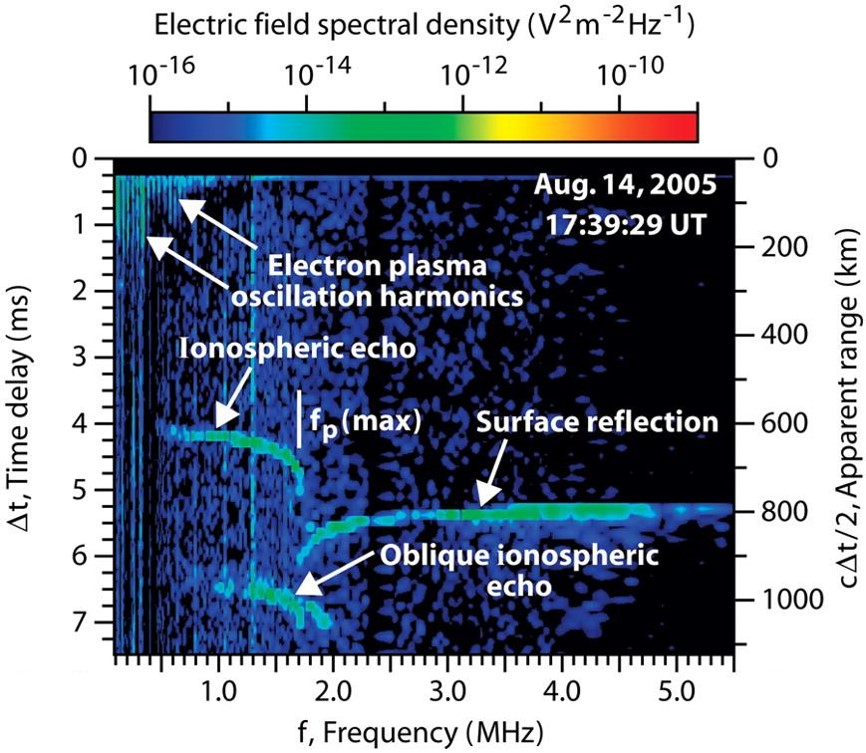 Electric field spectral density (V²m⁻²Hz⁻¹)
10⁻¹⁶ 10⁻¹⁴ 10⁻¹² 10⁻¹⁰
0 0
Aug. 14, 2005
17:39:29 UT
1
200
Electron plasma
oscillation harmonics
2
400
Ionospheric echo
3
4
fp(max)
Surface reflection
600
5
800
6
Oblique ionospheric
echo
1000
7
Δt, Time delay (ms)
cΔt/2, Apparent range (km)
1.0 2.0 3.0 4.0 5.0
f, Frequency (MHz)